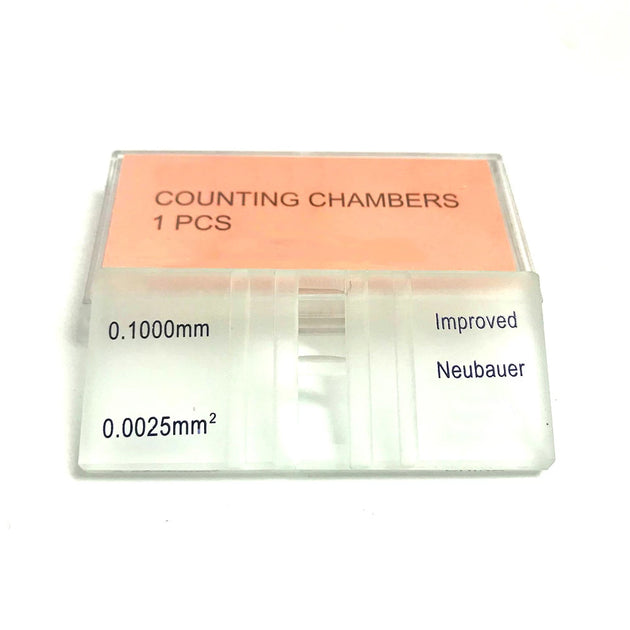 COUNTING CHAMBERS
1 PCS
0.1000mm
Improved
Neubauer
0.0025mm²